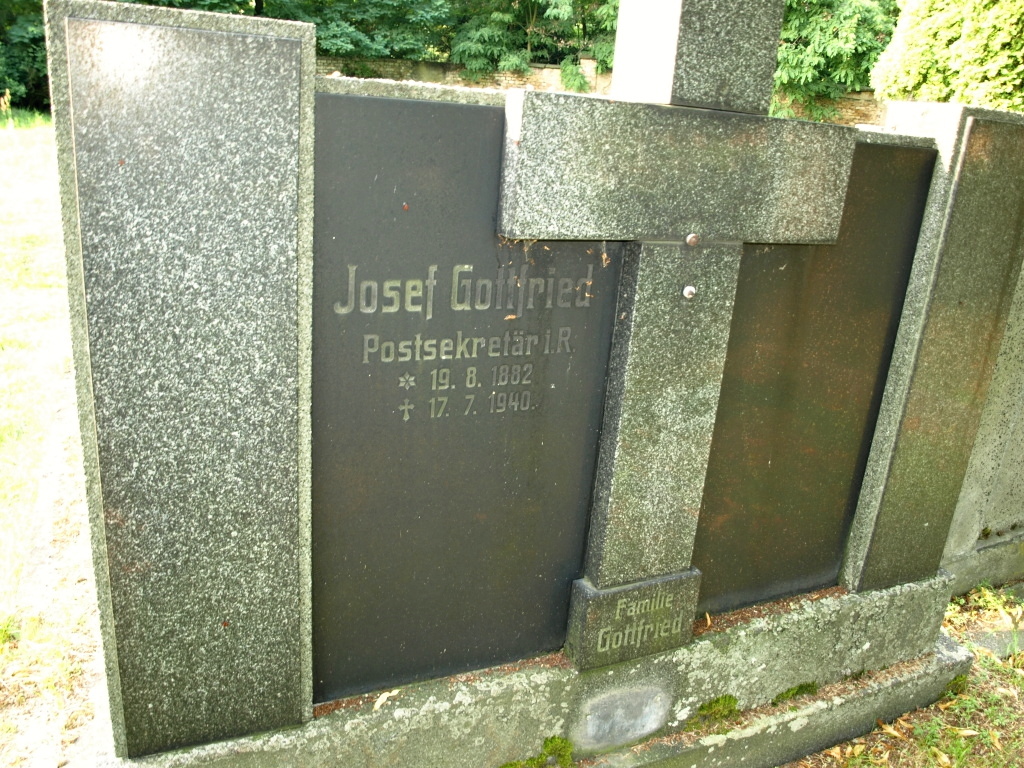 Josef Gottfried
Postsekretär i.R.
* 19. 8. 1882
† 17. 7. 1940.
Familie
Gottfried